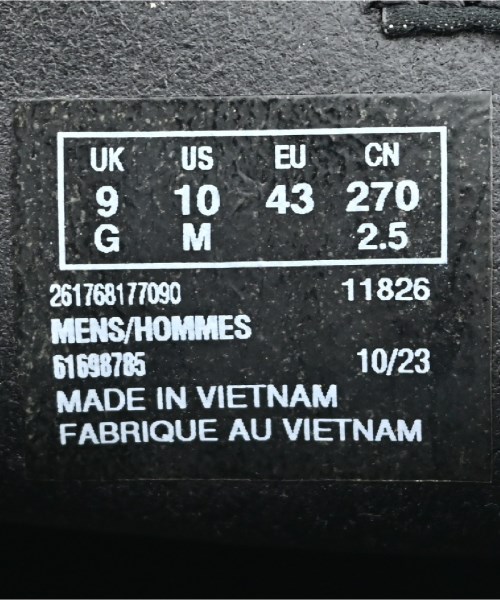 UK US EU CN
9 10 43 270
G M 2.5
261768177090 11826
MENS/HOMMES
61698785 10/23
MADE IN VIETNAM
FABRIQUE AU VIETNAM